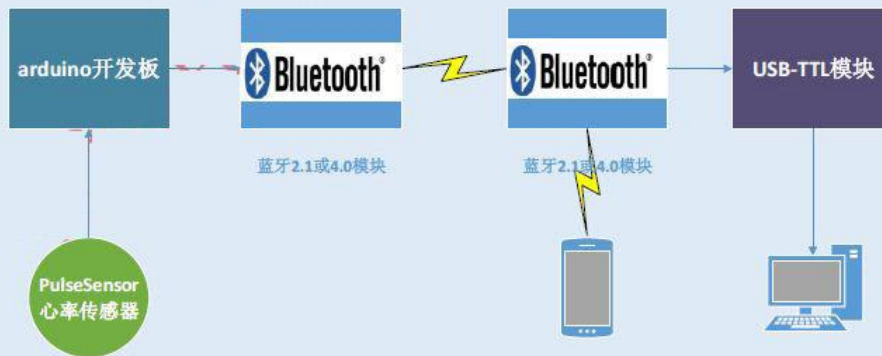 arduino开发板
Bluetooth®
Bluetooth®
USB-TTL模块
蓝牙2.1或4.0模块
蓝牙2.1或4.0模块
PulseSensor
心率传感器